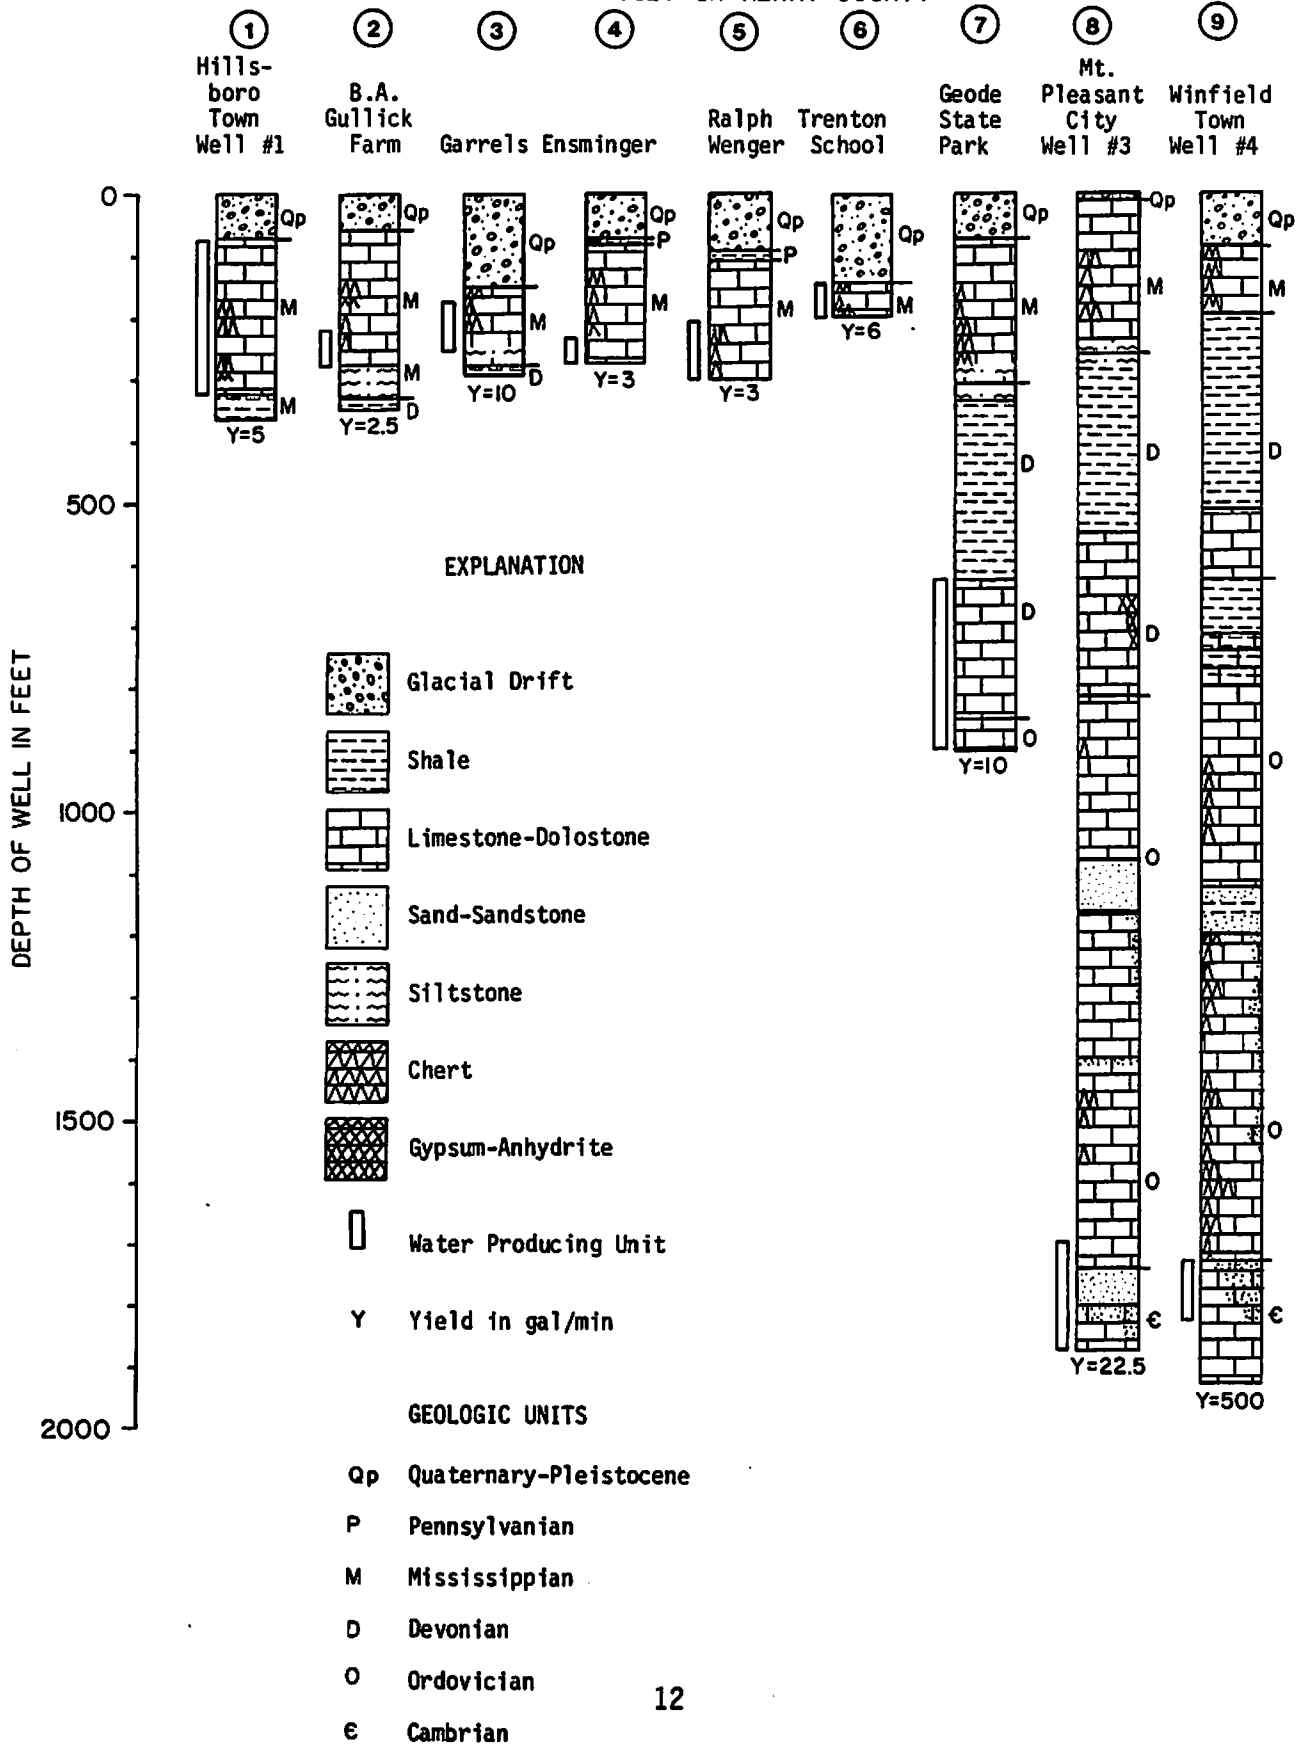 ① ② ③ ④ ⑤ ⑥ ⑦ ⑧ ⑨
Hills-
boro
Town
Well #1
B.A.
Gullick
Farm
Garrels
Ensminger
Ralph
Wenger
Trenton
School
Geode
State
Park
Mt.
Pleasant
City
Well #3
Winfield
Town
Well #4
DEPTH OF WELL IN FEET
0
500
1000
1500
2000
Qp
M
M
Y=5
Qp
M
M
D
Y=2.5
Qp
M
D
Y=10
Qp
P
M
Y=3
Qp
P
M
Y=3
Qp
M
Y=6
Qp
M
D
D
O
Y=10
Qp
M
D
D
O
O
Є
Y=22.5
Qp
M
D
O
O
Є
Y=500
EXPLANATION
Glacial Drift
Shale
Limestone-Dolostone
Sand-Sandstone
Siltstone
Chert
Gypsum-Anhydrite
Water Producing Unit
Y Yield in gal/min
GEOLOGIC UNITS
Qp Quaternary-Pleistocene
P Pennsylvanian
M Mississippian
D Devonian
O Ordovician
Є Cambrian
12